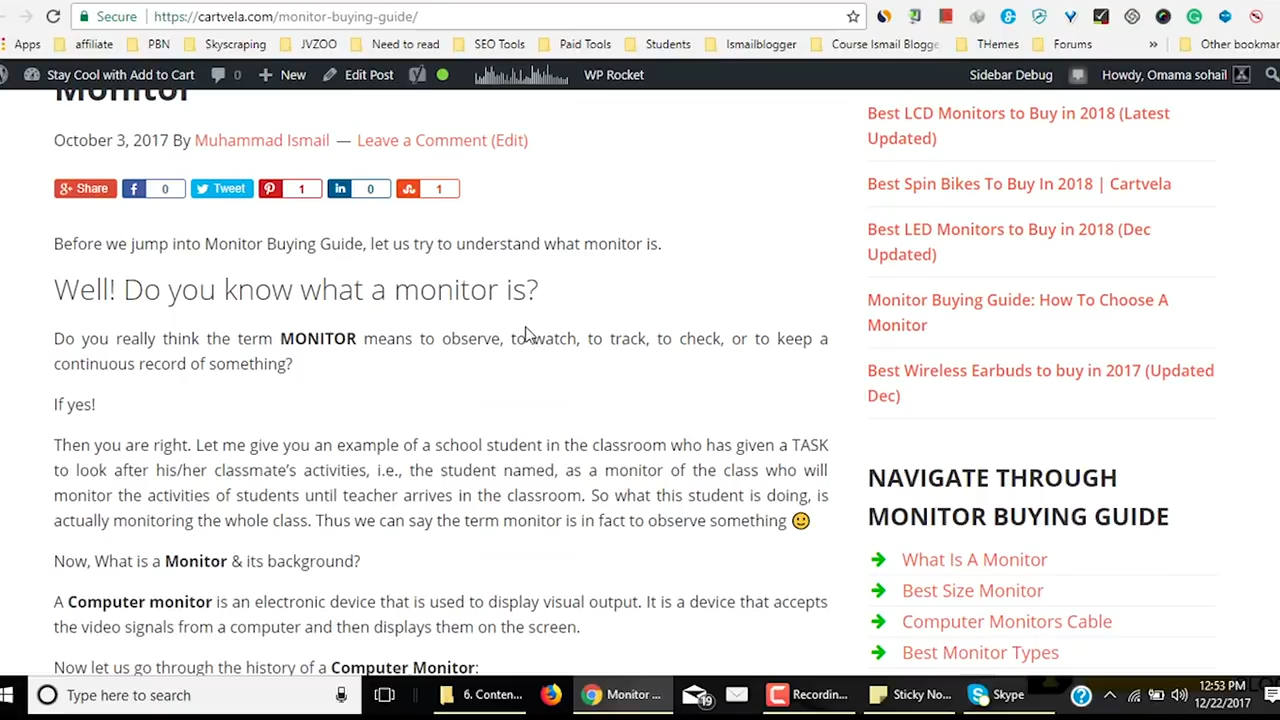 Secure https://cartvela.com/monitor-buying-guide/
Apps affiliate PBN Skyscraping JVZOO Need to read SEO Tools Paid Tools Students Ismailblogger Course Ismail Blogge THemes Forums » Other bookmar
Stay Cool with Add to Cart 0 New Edit Post WP Rocket Sidebar Debug Howdy, Omama sohail
Monitor
October 3, 2017 By Muhammad Ismail — Leave a Comment (Edit)
G+ Share 0 Tweet 1 in 0 1
Before we jump into Monitor Buying Guide, let us try to understand what monitor is.
Well! Do you know what a monitor is?
Do you really think the term MONITOR means to observe, to watch, to track, to check, or to keep a
continuous record of something?
If yes!
Then you are right. Let me give you an example of a school student in the classroom who has given a TASK
to look after his/her classmate's activities, i.e., the student named, as a monitor of the class who will
monitor the activities of students until teacher arrives in the classroom. So what this student is doing, is
actually monitoring the whole class. Thus we can say the term monitor is in fact to observe something
Now, What is a Monitor & its background?
A Computer monitor is an electronic device that is used to display visual output. It is a device that accepts
the video signals from a computer and then displays them on the screen.
Now let us go through the history of a Computer Monitor:
Best LCD Monitors to Buy in 2018 (Latest
Updated)
Best Spin Bikes To Buy In 2018 | Cartvela
Best LED Monitors to Buy in 2018 (Dec
Updated)
Monitor Buying Guide: How To Choose A
Monitor
Best Wireless Earbuds to buy in 2017 (Updated
Dec)
NAVIGATE THROUGH
MONITOR BUYING GUIDE
What Is A Monitor
Best Size Monitor
Computer Monitors Cable
Best Monitor Types
Type here to search 6. Conten... Monitor ... 19 Recordin... Sticky No... Skype 12:53 PM
12/22/2017